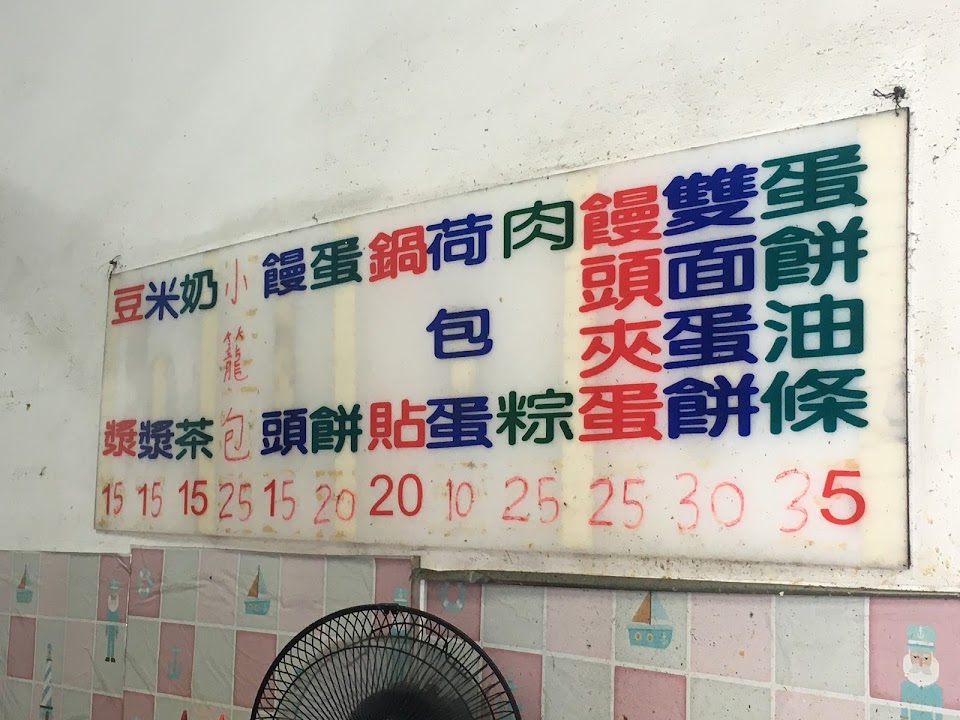 豆漿 15
米漿 15
奶茶 15
小籠包 25
饅頭 15
蛋餅 20
鍋貼 20
荷包蛋 10
肉粽 25
饅頭夾蛋 25
雙面蛋餅 30
蛋餅油條 35